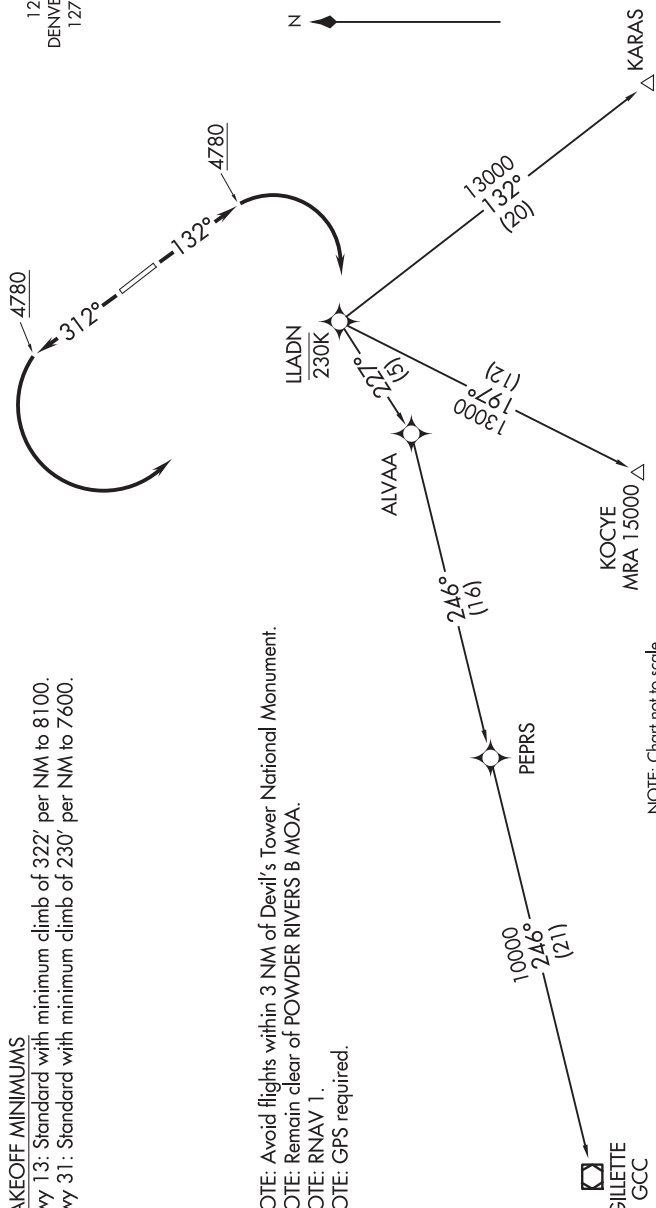 AKEOFF MINIMUMS
wy 13: Standard with minimum climb of 322' per NM to 8100.
wy 31: Standard with minimum climb of 230' per NM to 7600.
OTE: Avoid flights within 3 NM of Devil's Tower National Monument.
OTE: Remain clear of POWDER RIVERS B MOA.
OTE: RNAV 1.
OTE: GPS required.
12
DENVE
127
N
4780
312°
132°
4780
LLADN
230K
227°
(5)
ALVAA
13000
132°
(20)
KARAS
13000
197°
(12)
KOCYE
MRA 15000
246°
(16)
PEPRS
10000
246°
(21)
GILLETTE
GCC
NOTE: Chart not to scale